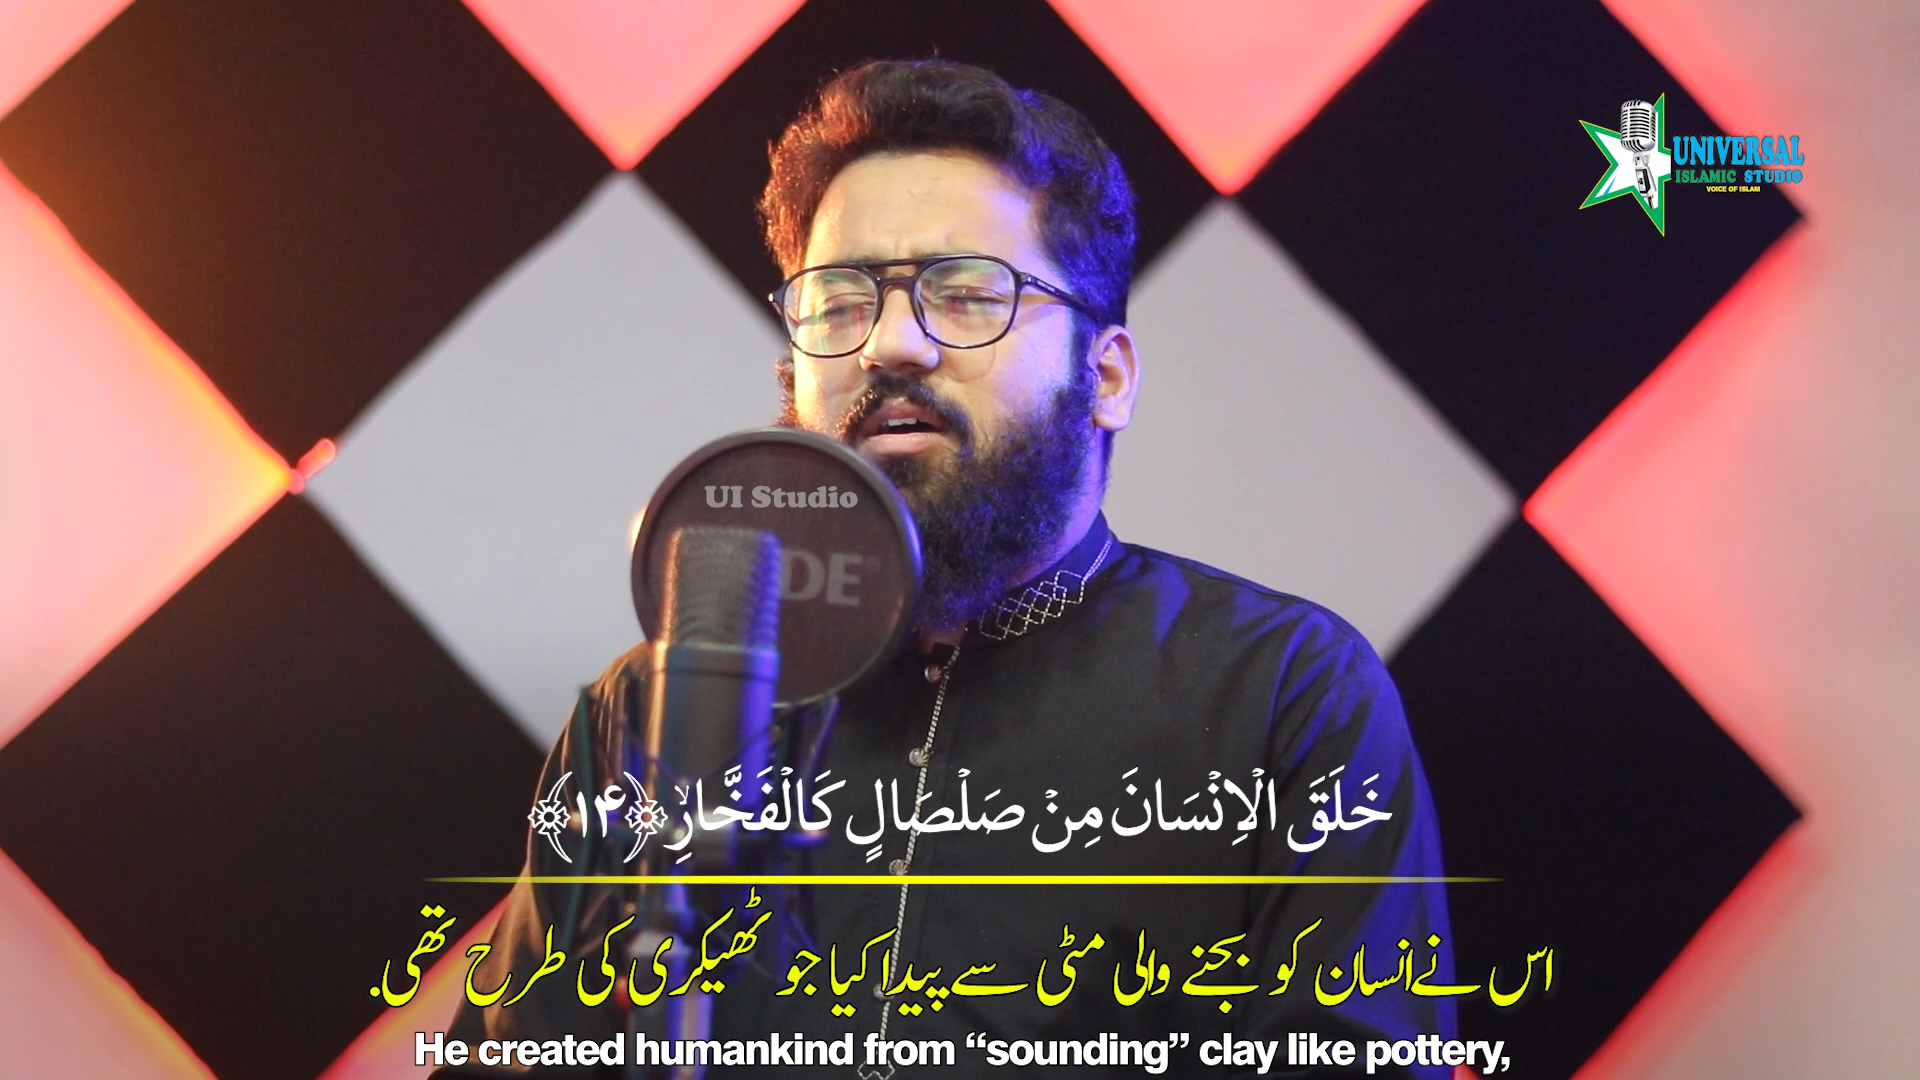 UNIVERSAL
ISLAMIC STUDIO
VOICE OF ISLAM
UI Studio
DE
خَلَقَ الْاِنْسَانَ مِنْ صَلْصَالٍ كَالْفَخَّارِۙ ﴿۱۴﴾
اس نے انسان کو بجنے والی مٹی سے پیدا کیا جو ٹھیکری کی طرح تھی.
He created humankind from “sounding” clay like pottery,